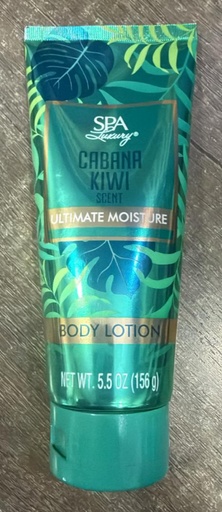 SPA
Luxury®
CABANA
KIWI
SCENT
ULTIMATE MOISTURE
BODY LOTION
NET WT. 5.5 OZ (156 g)